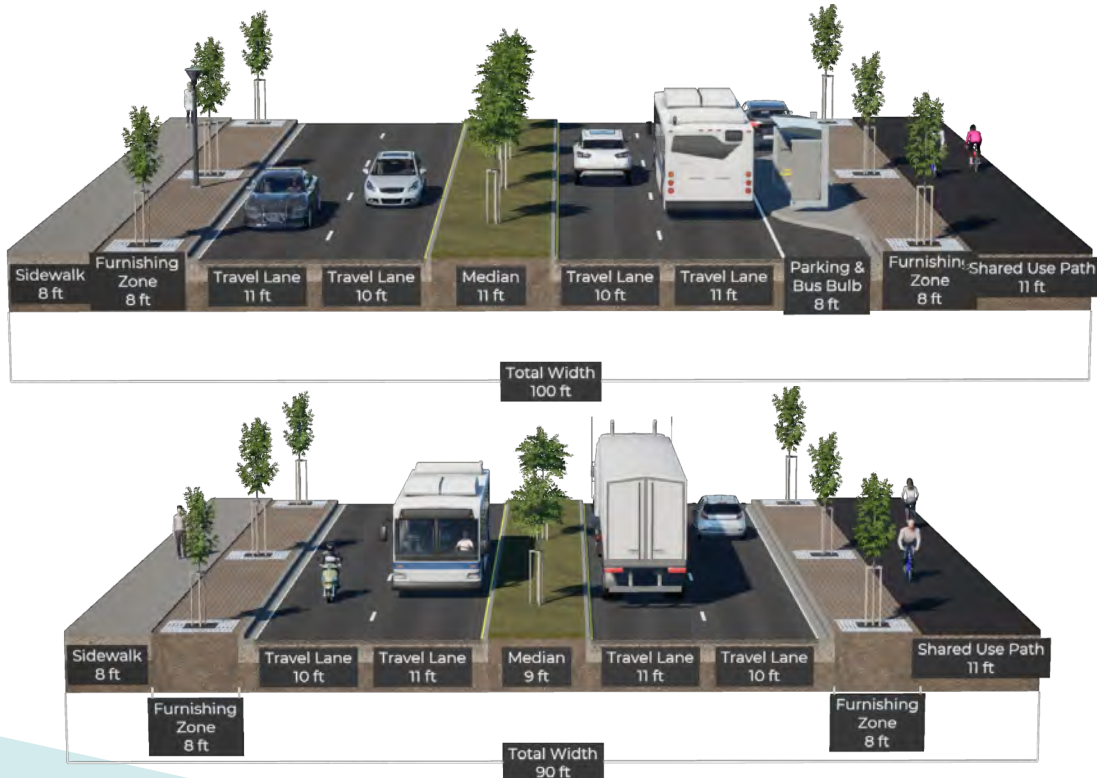 Sidewalk
8 ft
Furnishing
Zone
8 ft
Travel Lane
11 ft
Travel Lane
10 ft
Median
11 ft
Travel Lane
10 ft
Travel Lane
11 ft
Parking &
Bus Bulb
8 ft
Furnishing
Zone
8 ft
Shared Use Path
11 ft
Total Width
100 ft
Sidewalk
8 ft
Furnishing
Zone
8 ft
Travel Lane
10 ft
Travel Lane
11 ft
Median
9 ft
Travel Lane
11 ft
Travel Lane
10 ft
Furnishing
Zone
8 ft
Shared Use Path
11 ft
Total Width
90 ft